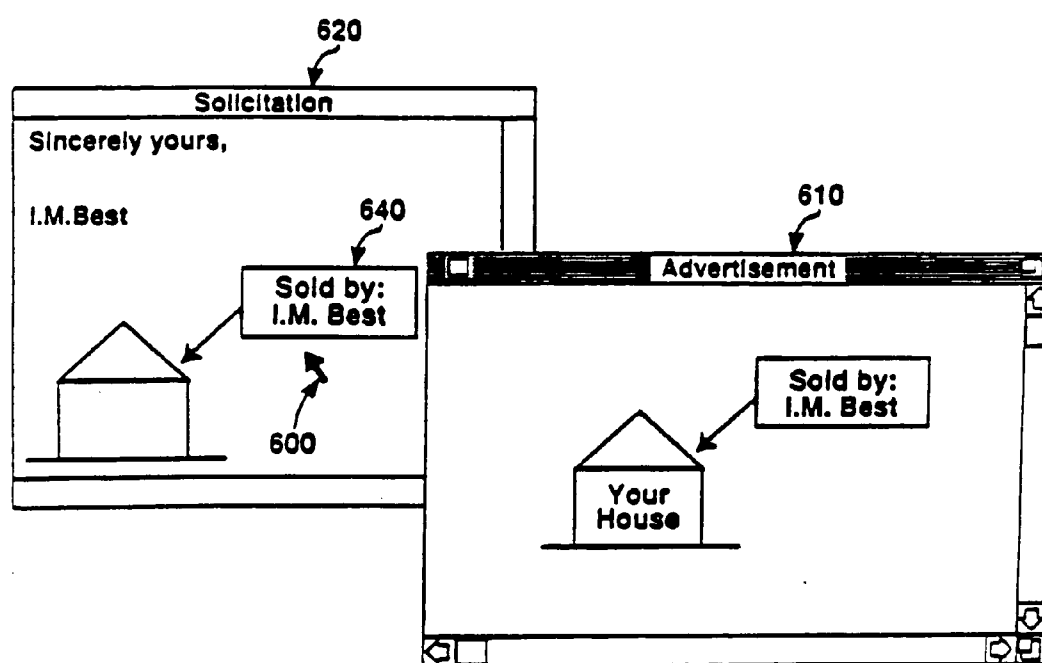 620
Solicitation
Sincerely yours,
I.M.Best
640
Sold by:
I.M. Best
600
610
Advertisement
Sold by:
I.M. Best
Your
House